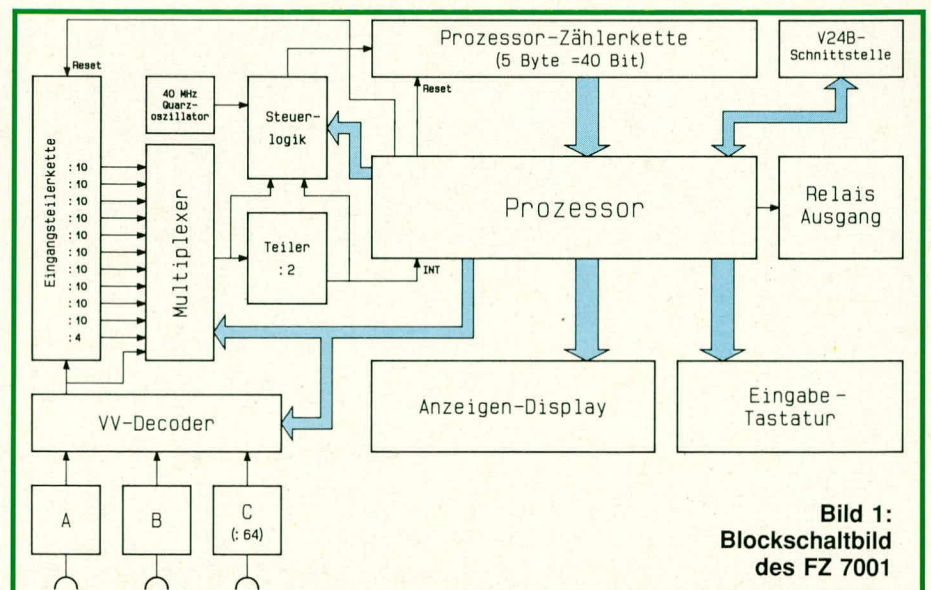 Prozessor-Zählerkette
(5 Byte =40 Bit)
V24B-
Schnittstelle
Reset
Reset
40 MHz
Quarz-
oszillator
Steuer-
logik
Eingangsteilerkette
:10
:10
:10
:10
:10
:10
:10
:10
:10
:10
:4
Multiplexer
Prozessor
Relais
Ausgang
Teiler
:2
INT
VV-Decoder
Anzeigen-Display
Eingabe-
Tastatur
A
B
C
(:64)
Bild 1:
Blockschaltbild
des FZ 7001